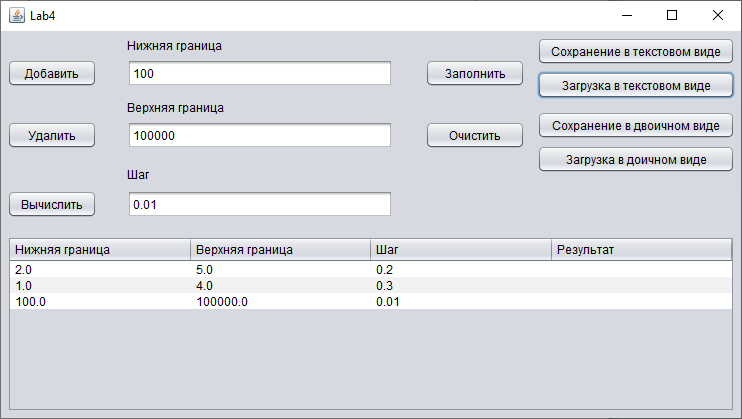 Lab4
Нижняя граница
Добавить
100
Заполнить
Верхняя граница
Удалить
100000
Очистить
Шаг
Вычислить
0.01
Сохранение в текстовом виде
Загрузка в текстовом виде
Сохранение в двоичном виде
Загрузка в доичном виде
Нижняя граница Верхняя граница Шаг Результат
2.0 5.0 0.2
1.0 4.0 0.3
100.0 100000.0 0.01